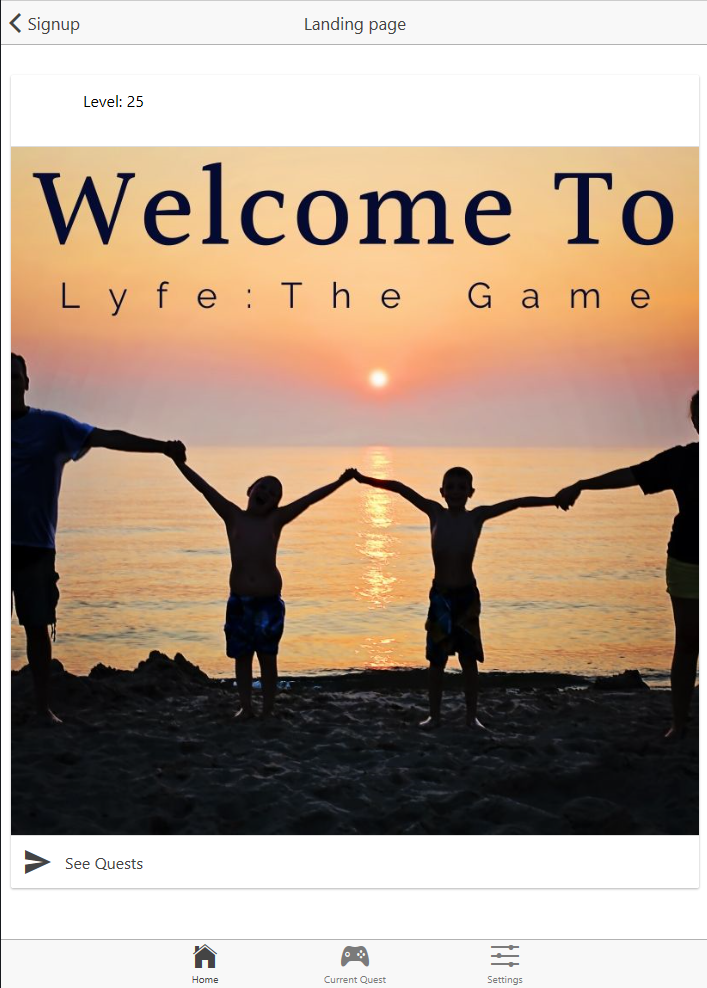 Signup Landing page
Level: 25
Welcome To
Lyfe:The Game
See Quests
Home Current Quest Settings